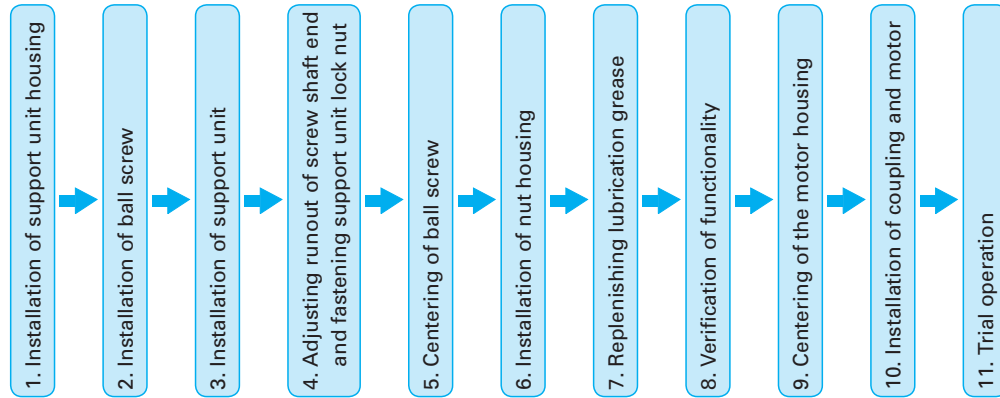 1. Installation of support unit housing
2. Installation of ball screw
3. Installation of support unit
4. Adjusting runout of screw shaft end
and fastening support unit lock nut
5. Centering of ball screw
6. Installation of nut housing
7. Replenishing lubrication grease
8. Verification of functionality
9. Centering of the motor housing
10. Installation of coupling and motor
11. Trial operation